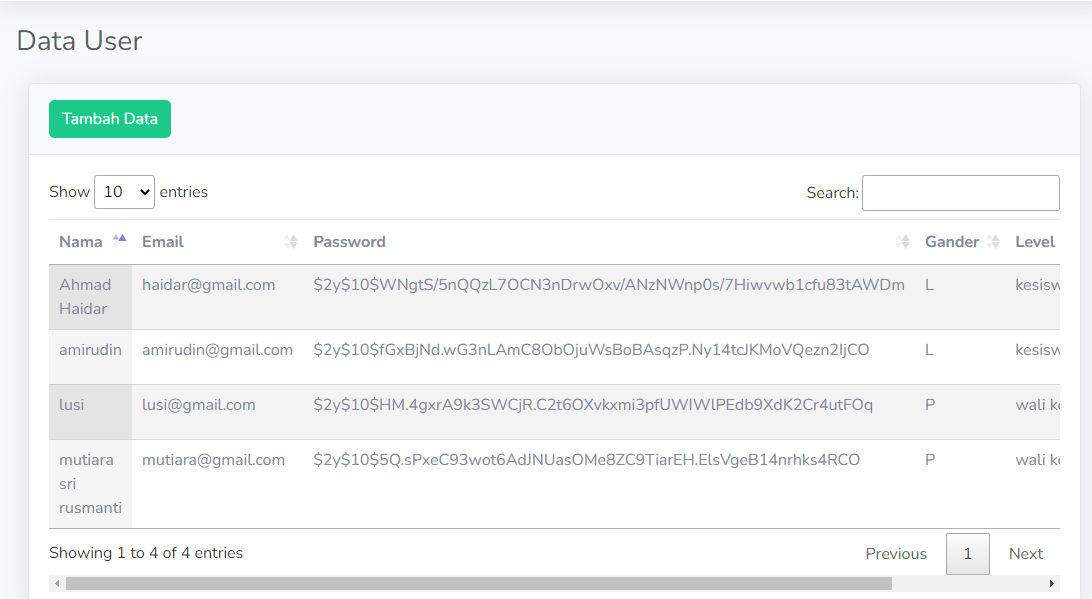 Data User
Tambah Data
Show 10 entries Search:
Nama Email Password Gander Level
Ahmad haidar@gmail.com $2y$10$WNgtS/5nQQzL7OCN3nDrwOxv/ANzNWnp0s/7Hiwvwb1cfu83tAWDm L kesisw
Haidar
amirudin amirudin@gmail.com $2y$10$fGxBjNd.wG3nLAmC8ObOjuWsBoBAsqzP.Ny14tcJKMoVQezn2IjCO L kesisw
lusi lusi@gmail.com $2y$10$HM.4gxrA9k3SWCjR.C2t6OXvkxmi3pfUWIWlPEdb9XdK2Cr4utFOq P wali ke
mutiara mutiara@gmail.com $2y$10$5Q.sPxeC93wot6AdJNUasOMe8ZC9TiarEH.ElsVgeB14nrhks4RCO P wali ke
sri
rusmanti
Showing 1 to 4 of 4 entries Previous 1 Next